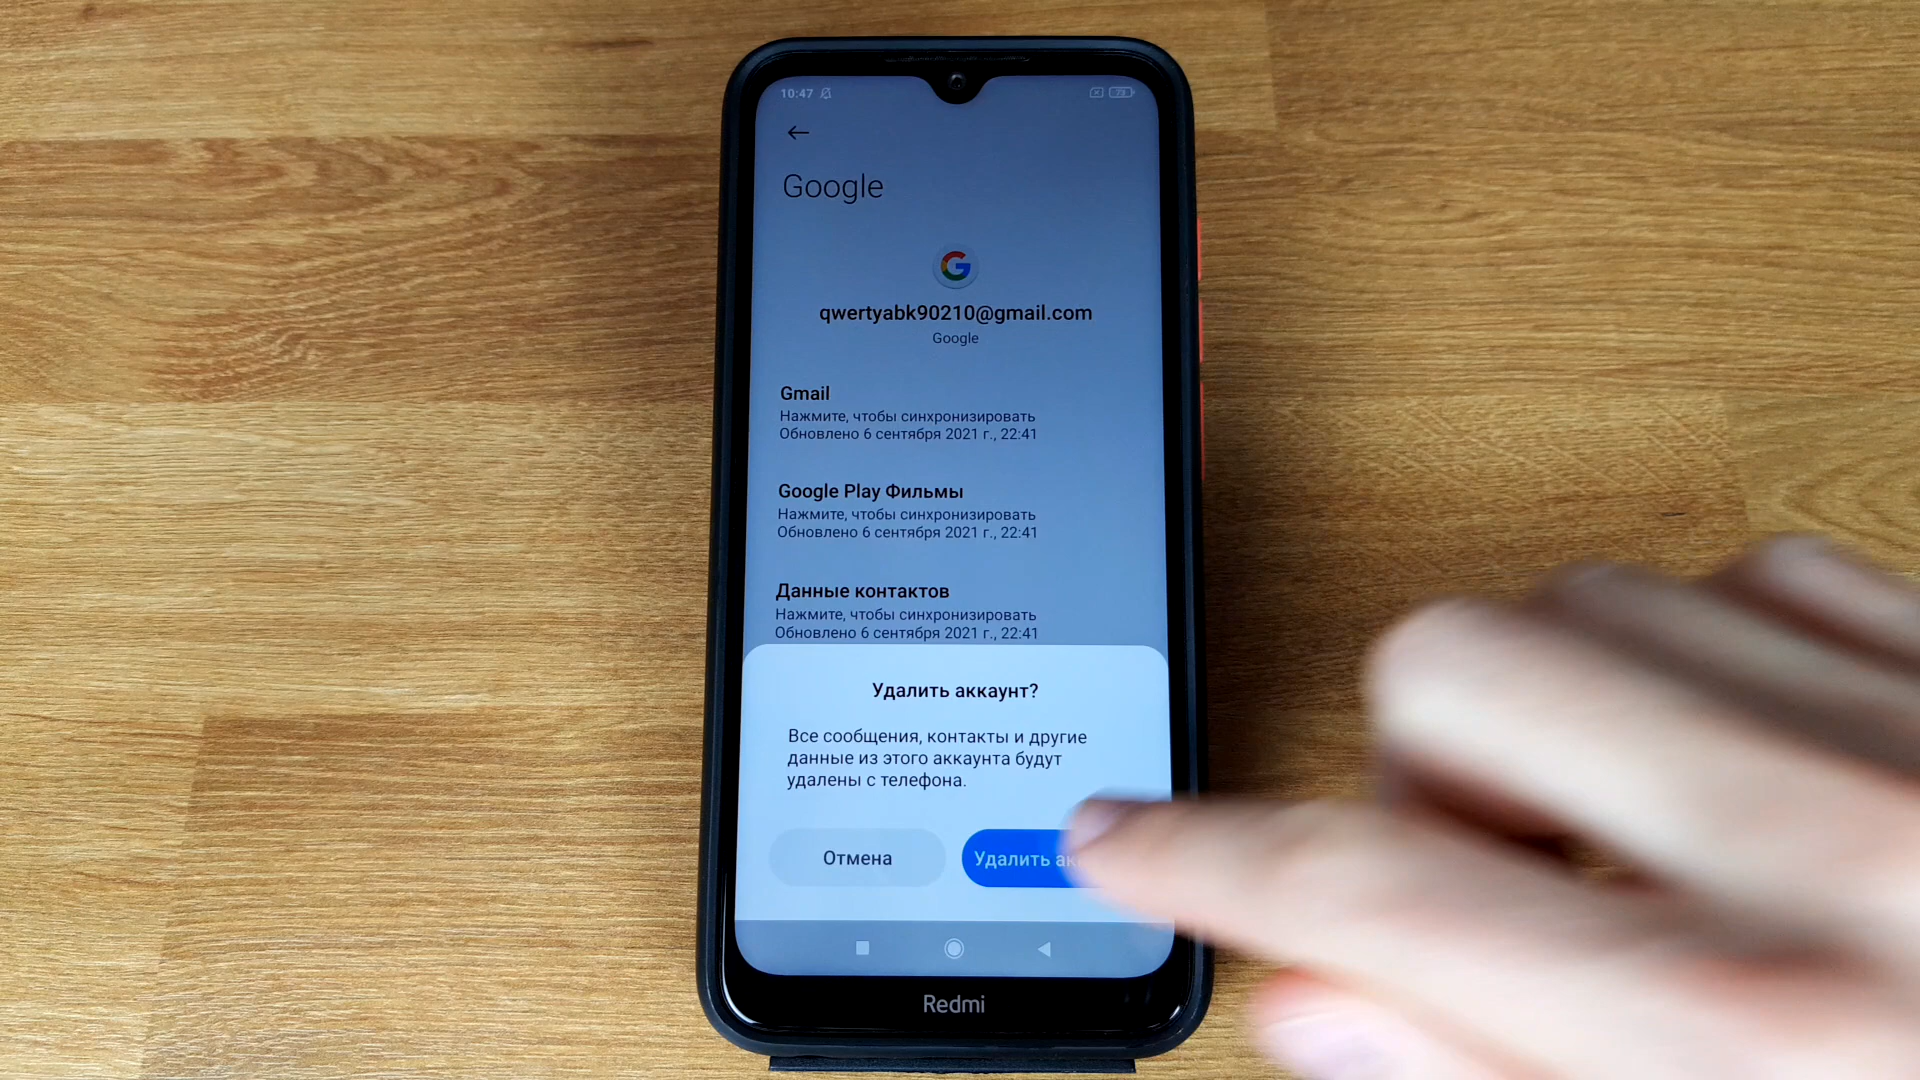 10:47
73
Google
qwertyabk90210@gmail.com
Google
Gmail
Нажмите, чтобы синхронизировать
Обновлено 6 сентября 2021 г., 22:41
Google Play Фильмы
Нажмите, чтобы синхронизировать
Обновлено 6 сентября 2021 г., 22:41
Данные контактов
Нажмите, чтобы синхронизировать
Обновлено 6 сентября 2021 г., 22:41
Удалить аккаунт?
Все сообщения, контакты и другие
данные из этого аккаунта будут
удалены с телефона.
Отмена
Удалить
Redmi